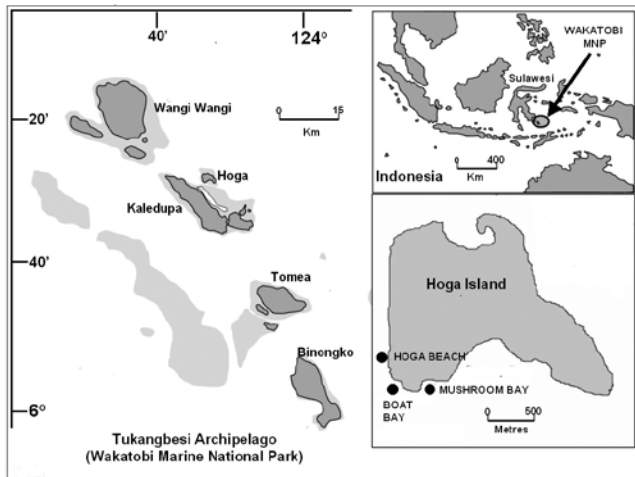 40'
124°
Wangi Wangi
0 15
Km
20'
Hoga
Kaledupa
40'
Tomea
Binongko
6°
Tukangbesi Archipelago
(Wakatobi Marine National Park)
WAKATOBI
MNP
Sulawesi
0 400
Km
Indonesia
Hoga Island
HOGA BEACH
MUSHROOM BAY
BOAT
BAY
0 500
Metres